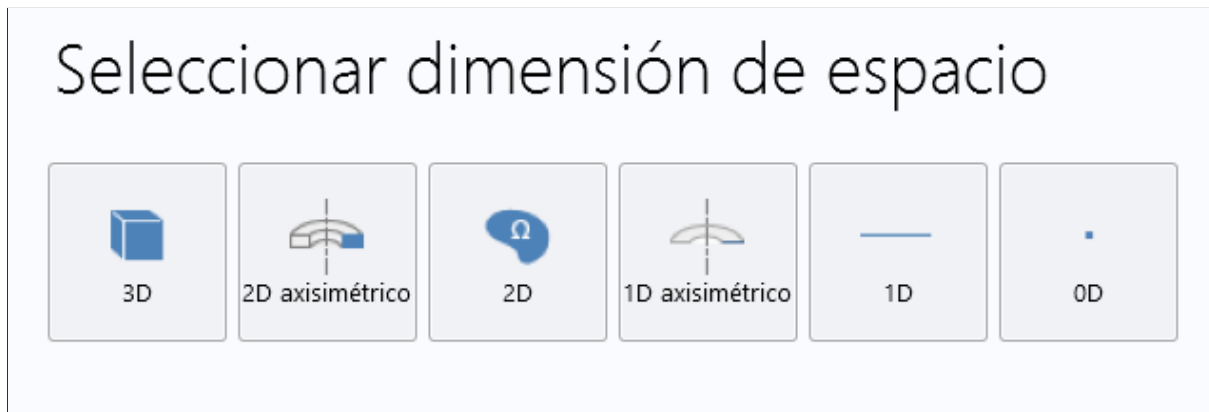 Seleccionar dimensión de espacio
Ω
3D
2D axisimétrico
2D
1D axisimétrico
1D
0D